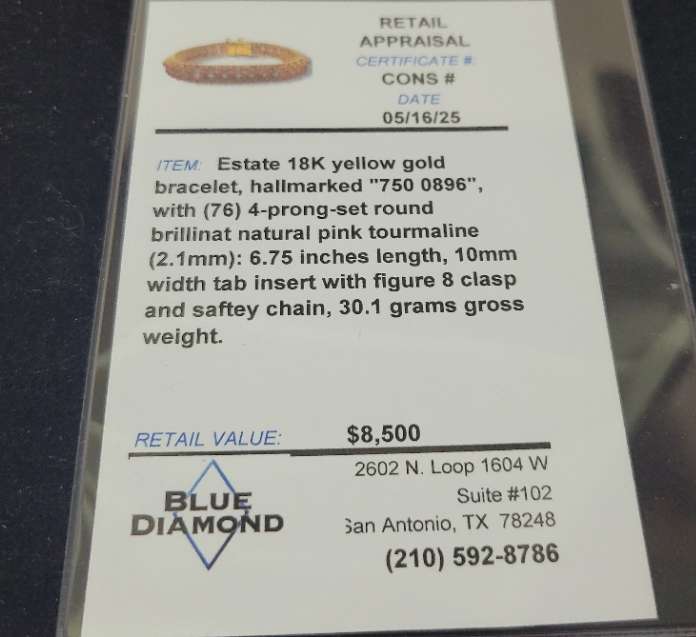 RETAIL
APPRAISAL
CERTIFICATE #:
CONS #
DATE
05/16/25
ITEM: Estate 18K yellow gold
bracelet, hallmarked "750 0896",
with (76) 4-prong-set round
brillinat natural pink tourmaline
(2.1mm): 6.75 inches length, 10mm
width tab insert with figure 8 clasp
and saftey chain, 30.1 grams gross
weight.
RETAIL VALUE: $8,500
BLUE
DIAMOND
2602 N. Loop 1604 W
Suite #102
San Antonio, TX 78248
(210) 592-8786